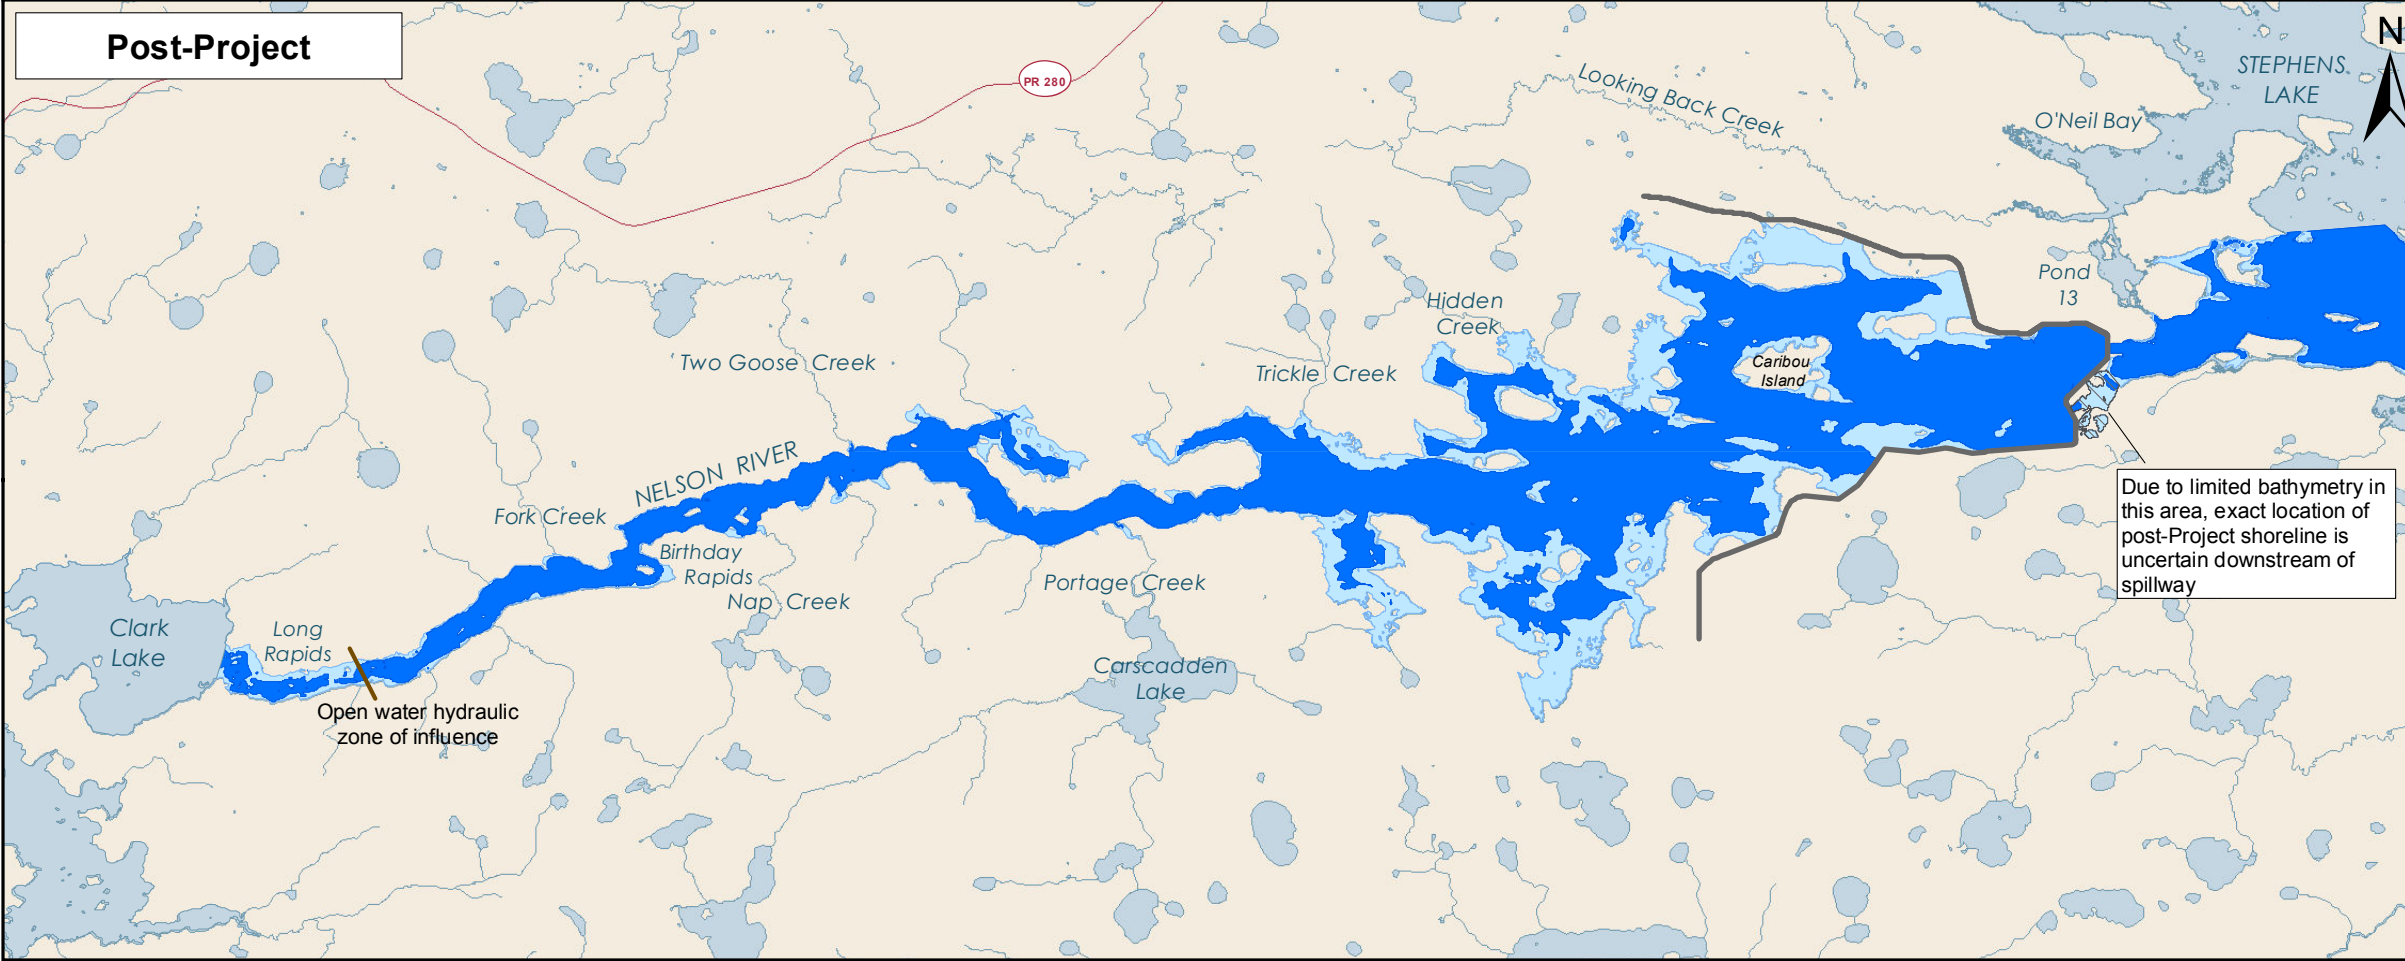 Post-Project
N
PR 280
Looking Back Creek
STEPHENS
LAKE
O'Neil Bay
Pond
13
Hidden
Creek
Two Goose Creek
Trickle Creek
Caribou
Island
NELSON RIVER
Fork Creek
Birthday
Rapids
Nap Creek
Portage Creek
Due to limited bathymetry in
this area, exact location of
post-Project shoreline is
uncertain downstream of
spillway
Clark
Lake
Long
Rapids
Carscadden
Lake
Open water hydraulic
zone of influence